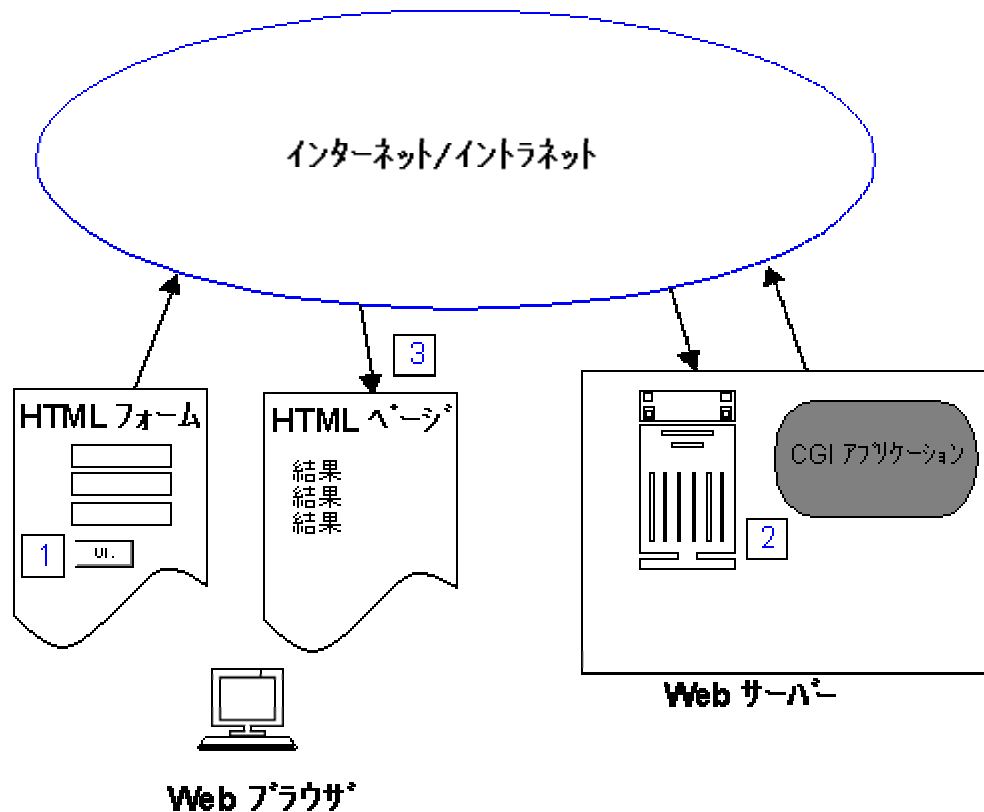 インターネット/イントラネット
3
HTML フォーム
HTML ページ
結果
結果
結果
CGI アプリケーション
1
2
Web サーバー
Web ブラウザ